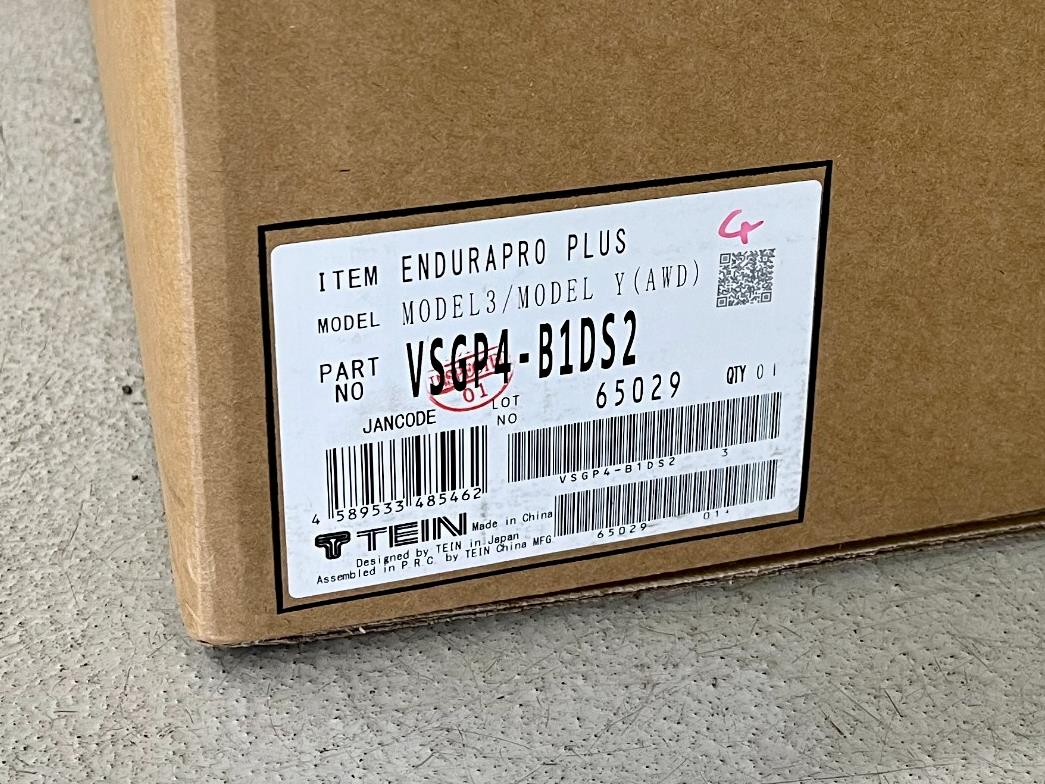 ITEM ENDURAPRO PLUS
MODEL MODEL3/MODEL Y(AWD)
PART NO VSGP4-B1DS2
INSPECTED 01
LOT NO 65029 QTY 01
JANCODE
VSGP4-B1DS2 3
4 589533 485462
65029 01
TEIN Made in China
Designed by TEIN in Japan
Assembled in P.R.C. by TEIN China MFG